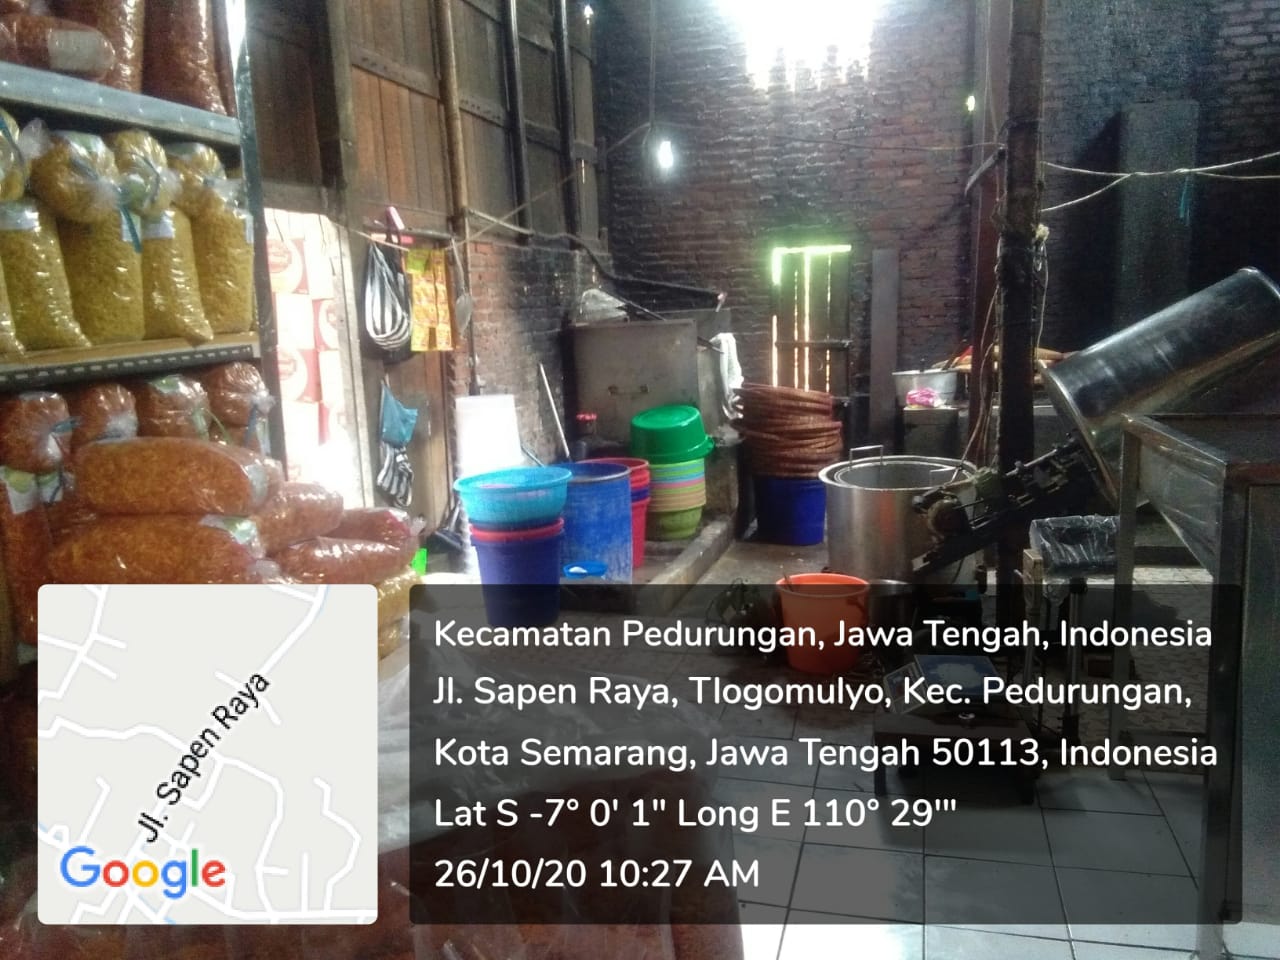 Jl. Sapen Raya
Google
Kecamatan Pedurungan, Jawa Tengah, Indonesia
Jl. Sapen Raya, Tlogomulyo, Kec. Pedurungan,
Kota Semarang, Jawa Tengah 50113, Indonesia
Lat S -7° 0' 1" Long E 110° 29'"
26/10/20 10:27 AM